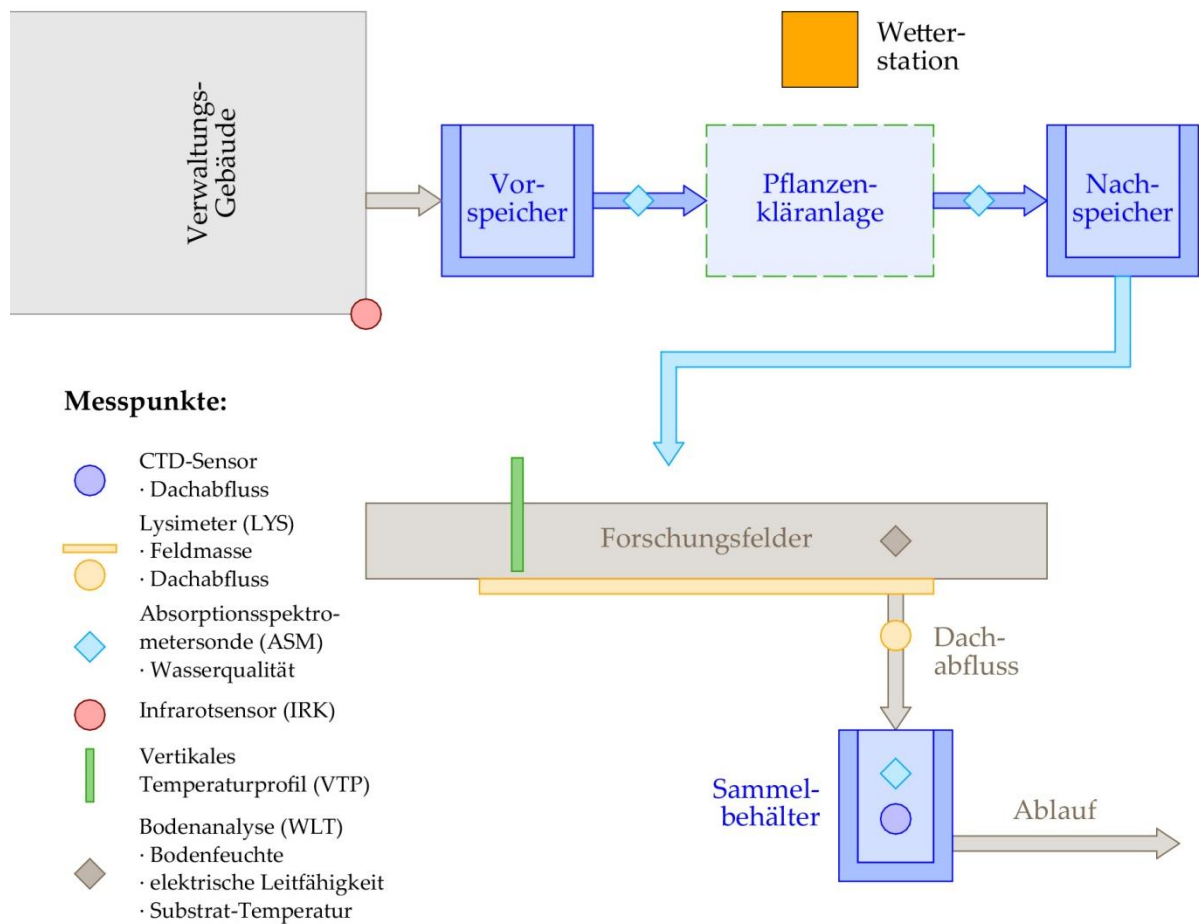 Verwaltungs-
Gebäude
Wetter-
station
Vor-
speicher
Pflanzen-
kläranlage
Nach-
speicher
Messpunkte:
CTD-Sensor
· Dachabfluss
Lysimeter (LYS)
· Feldmasse
· Dachabfluss
Absorptionsspektro-
metersonde (ASM)
· Wasserqualität
Infrarotsensor (IRK)
Vertikales
Temperaturprofil (VTP)
Bodenanalyse (WLT)
· Bodenfeuchte
· elektrische Leitfähigkeit
· Substrat-Temperatur
Forschungsfelder
Dach-
abfluss
Sammel-
behälter
Ablauf